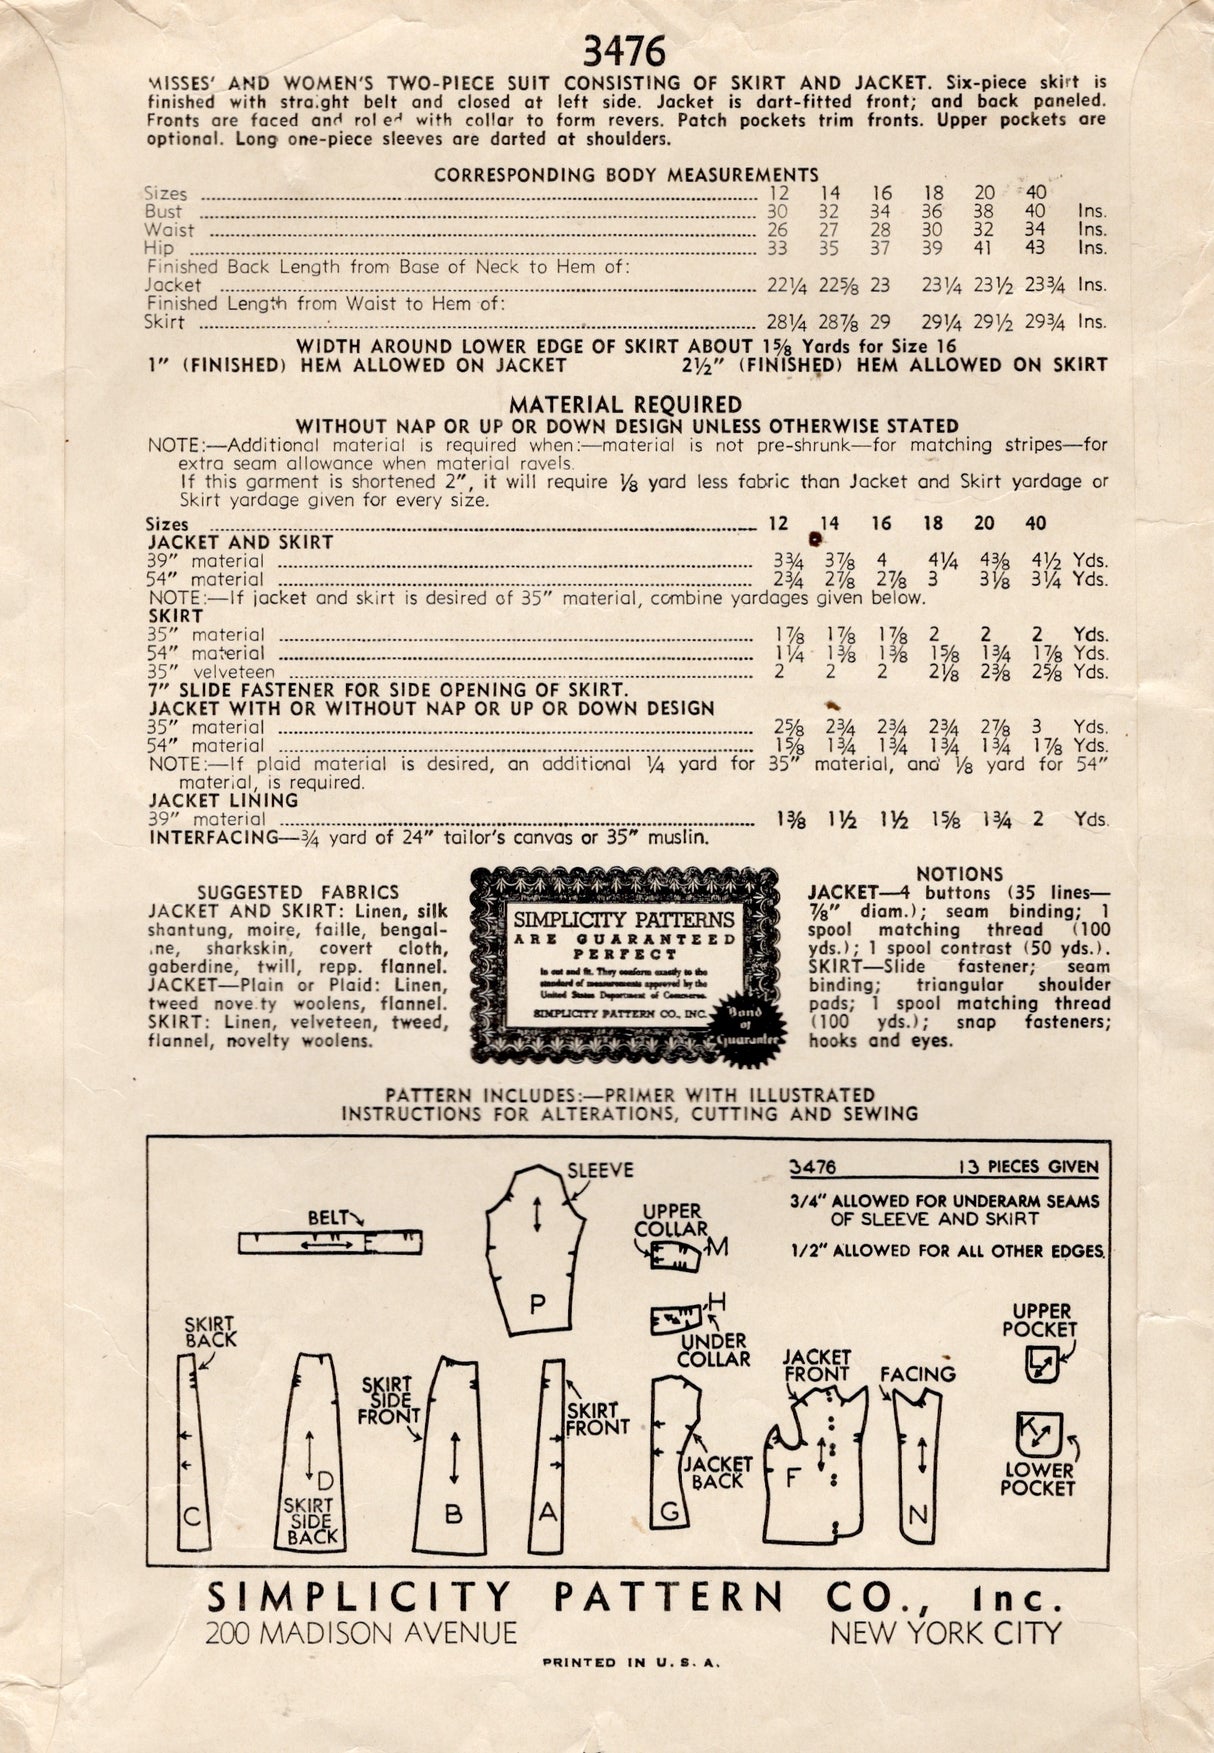 3476
MISSES' AND WOMEN'S TWO-PIECE SUIT CONSISTING OF SKIRT AND JACKET. Six-piece skirt is
finished with straight belt and closed at left side. Jacket is dart-fitted front; and back paneled.
Fronts are faced and rolled with collar to form revers. Patch pockets trim fronts. Upper pockets are
optional. Long one-piece sleeves are darted at shoulders.
CORRESPONDING BODY MEASUREMENTS
Sizes 12 14 16 18 20 40
Bust 30 32 34 36 38 40 Ins.
Waist 26 27 28 30 32 34 Ins.
Hip 33 35 37 39 41 43 Ins.
Finished Back Length from Base of Neck to Hem of:
Jacket 22¼ 22⅝ 23 23¼ 23½ 23¾ Ins.
Finished Length from Waist to Hem of:
Skirt 28¼ 28⅞ 29 29¼ 29½ 29¾ Ins.
WIDTH AROUND LOWER EDGE OF SKIRT ABOUT 1⅝ Yards for Size 16
1" (FINISHED) HEM ALLOWED ON JACKET 2½" (FINISHED) HEM ALLOWED ON SKIRT
MATERIAL REQUIRED
WITHOUT NAP OR UP OR DOWN DESIGN UNLESS OTHERWISE STATED
NOTE:—Additional material is required when:—material is not pre-shrunk—for matching stripes—for
extra seam allowance when material ravels.
If this garment is shortened 2", it will require ⅛ yard less fabric than Jacket and Skirt yardage or
Skirt yardage given for every size.
Sizes 12 14 16 18 20 40
JACKET AND SKIRT
39" material 3¾ 3⅞ 4 4¼ 4⅜ 4½ Yds.
54" material 2¾ 2⅞ 2⅞ 3 3⅛ 3¼ Yds.
NOTE:—If jacket and skirt is desired of 35" material, combine yardages given below.
SKIRT
35" material 1⅞ 1⅞ 1⅞ 2 2 2 Yds.
54" material 1¼ 1⅜ 1⅜ 1⅝ 1¾ 1⅞ Yds.
35" velveteen 2 2 2 2⅛ 2⅜ 2⅝ Yds.
7" SLIDE FASTENER FOR SIDE OPENING OF SKIRT.
JACKET WITH OR WITHOUT NAP OR UP OR DOWN DESIGN
35" material 2⅝ 2¾ 2¾ 2¾ 2⅞ 3 Yds.
54" material 1⅝ 1¾ 1¾ 1¾ 1¾ 1⅞ Yds.
NOTE:—If plaid material is desired, an additional ¼ yard for 35" material, and ⅛ yard for 54"
material, is required.
JACKET LINING
39" material 1⅜ 1½ 1½ 1⅝ 1¾ 2 Yds.
INTERFACING—¾ yard of 24" tailor's canvas or 35" muslin.
SUGGESTED FABRICS
JACKET AND SKIRT: Linen, silk
shantung, moire, faille, bengal-
ine, sharkskin, covert cloth,
gaberdine, twill, repp. flannel.
JACKET—Plain or Plaid: Linen,
tweed novelty woolens, flannel.
SKIRT: Linen, velveteen, tweed,
flannel, novelty woolens.
SIMPLICITY PATTERNS
ARE GUARANTEED
PERFECT
In cut and fit. They conform exactly to the
standard of measurements approved by the
United States Department of Commerce.
SIMPLICITY PATTERN CO., INC.
Bond
of
Guarantee
NOTIONS
JACKET—4 buttons (35 lines—
⅞" diam.); seam binding; 1
spool matching thread (100
yds.); 1 spool contrast (50 yds.).
SKIRT—Slide fastener; seam
binding; triangular shoulder
pads; 1 spool matching thread
(100 yds.); snap fasteners;
hooks and eyes.
PATTERN INCLUDES:—PRIMER WITH ILLUSTRATED
INSTRUCTIONS FOR ALTERATIONS, CUTTING AND SEWING
3476 13 PIECES GIVEN
3/4" ALLOWED FOR UNDERARM SEAMS
OF SLEEVE AND SKIRT
1/2" ALLOWED FOR ALL OTHER EDGES.
BELT
E
SLEEVE
P
UPPER
COLLAR
M
H
UNDER
COLLAR
SKIRT
BACK
C
D
SKIRT
SIDE
BACK
SKIRT
SIDE
FRONT
B
SKIRT
FRONT
A
JACKET
BACK
G
JACKET
FRONT
F
FACING
N
UPPER
POCKET
L
K
LOWER
POCKET
SIMPLICITY PATTERN CO., Inc.
200 MADISON AVENUE NEW YORK CITY
PRINTED IN U. S. A.